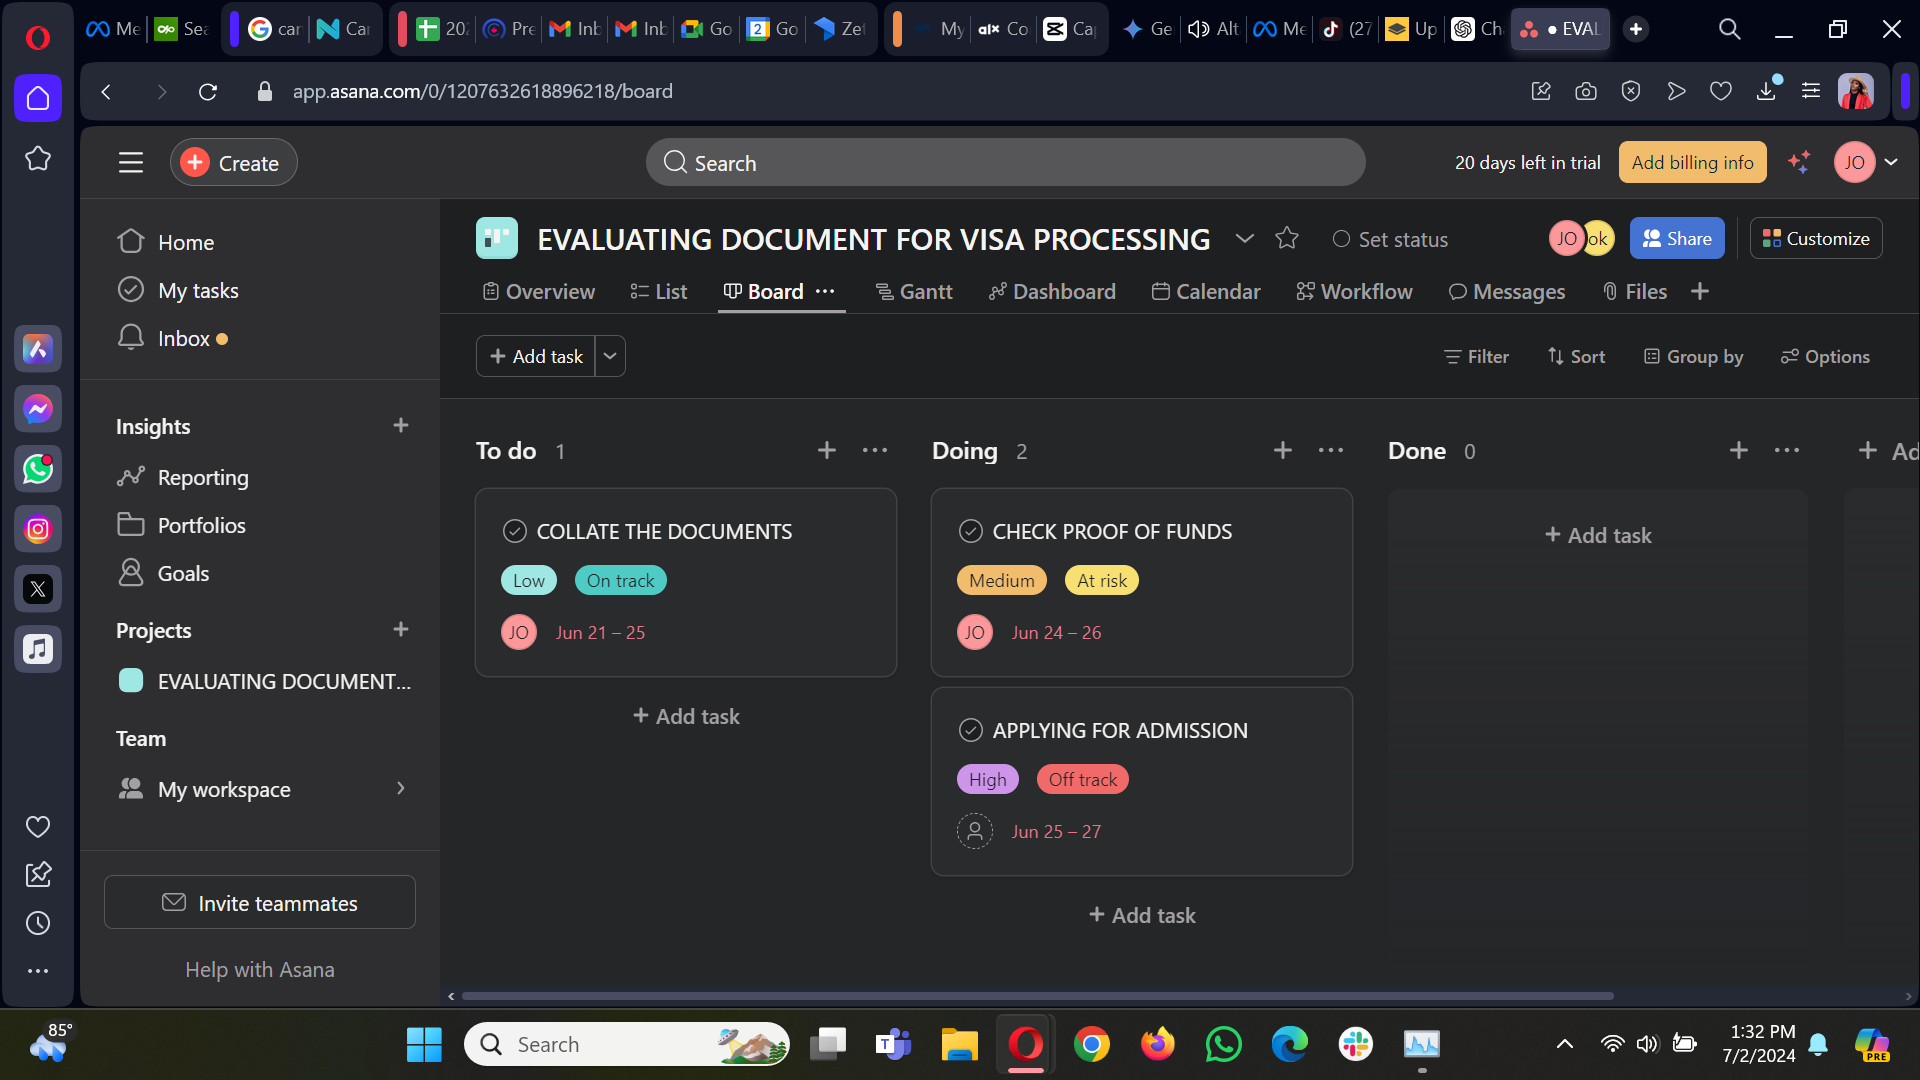 Me
Sea
car
Car
202
Pre
Inb
Inb
Go
Go
Zet
My
alx Co
Ca
Ge
Alt
Me
(27
Up
Ch
EVAL
app.asana.com/0/1207632618896218/board
Create
Search
20 days left in trial
Add billing info
JO
Home
My tasks
Inbox
Insights
Reporting
Portfolios
Goals
Projects
EVALUATING DOCUMENT...
Team
My workspace
Invite teammates
Help with Asana
EVALUATING DOCUMENT FOR VISA PROCESSING
Set status
JO
ok
Share
Customize
Overview
List
Board
Gantt
Dashboard
Calendar
Workflow
Messages
Files
Add task
Filter
Sort
Group by
Options
To do 1
COLLATE THE DOCUMENTS
Low
On track
JO
Jun 21 – 25
Add task
Doing 2
CHECK PROOF OF FUNDS
Medium
At risk
JO
Jun 24 – 26
APPLYING FOR ADMISSION
High
Off track
Jun 25 – 27
Add task
Done 0
Add task
Ad
85°
Search
1:32 PM
7/2/2024
PRE